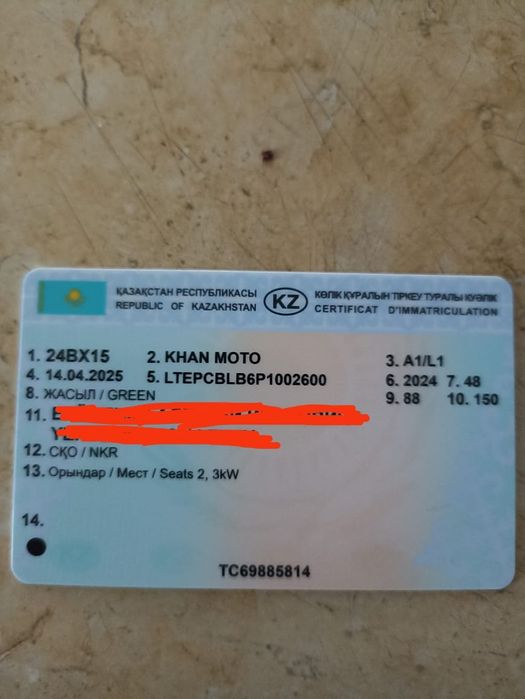 ҚАЗАҚСТАН РЕСПУБЛИКАСЫ
REPUBLIC OF KAZAKHSTAN
KZ
КӨЛІК ҚҰРАЛЫН ТІРКЕУ ТУРАЛЫ КУӘЛІК
CERTIFICAT D'IMMATRICULATION
1. 24BX15 2. KHAN MOTO 3. A1/L1
4. 14.04.2025 5. LTEPCBLB6P1002600 6. 2024 7. 48
8. ЖАСЫЛ / GREEN 9. 88 10. 150
11.
12. СҚО / NKR
13. Орындар / Мест / Seats 2, 3kW
14.
TC69885814